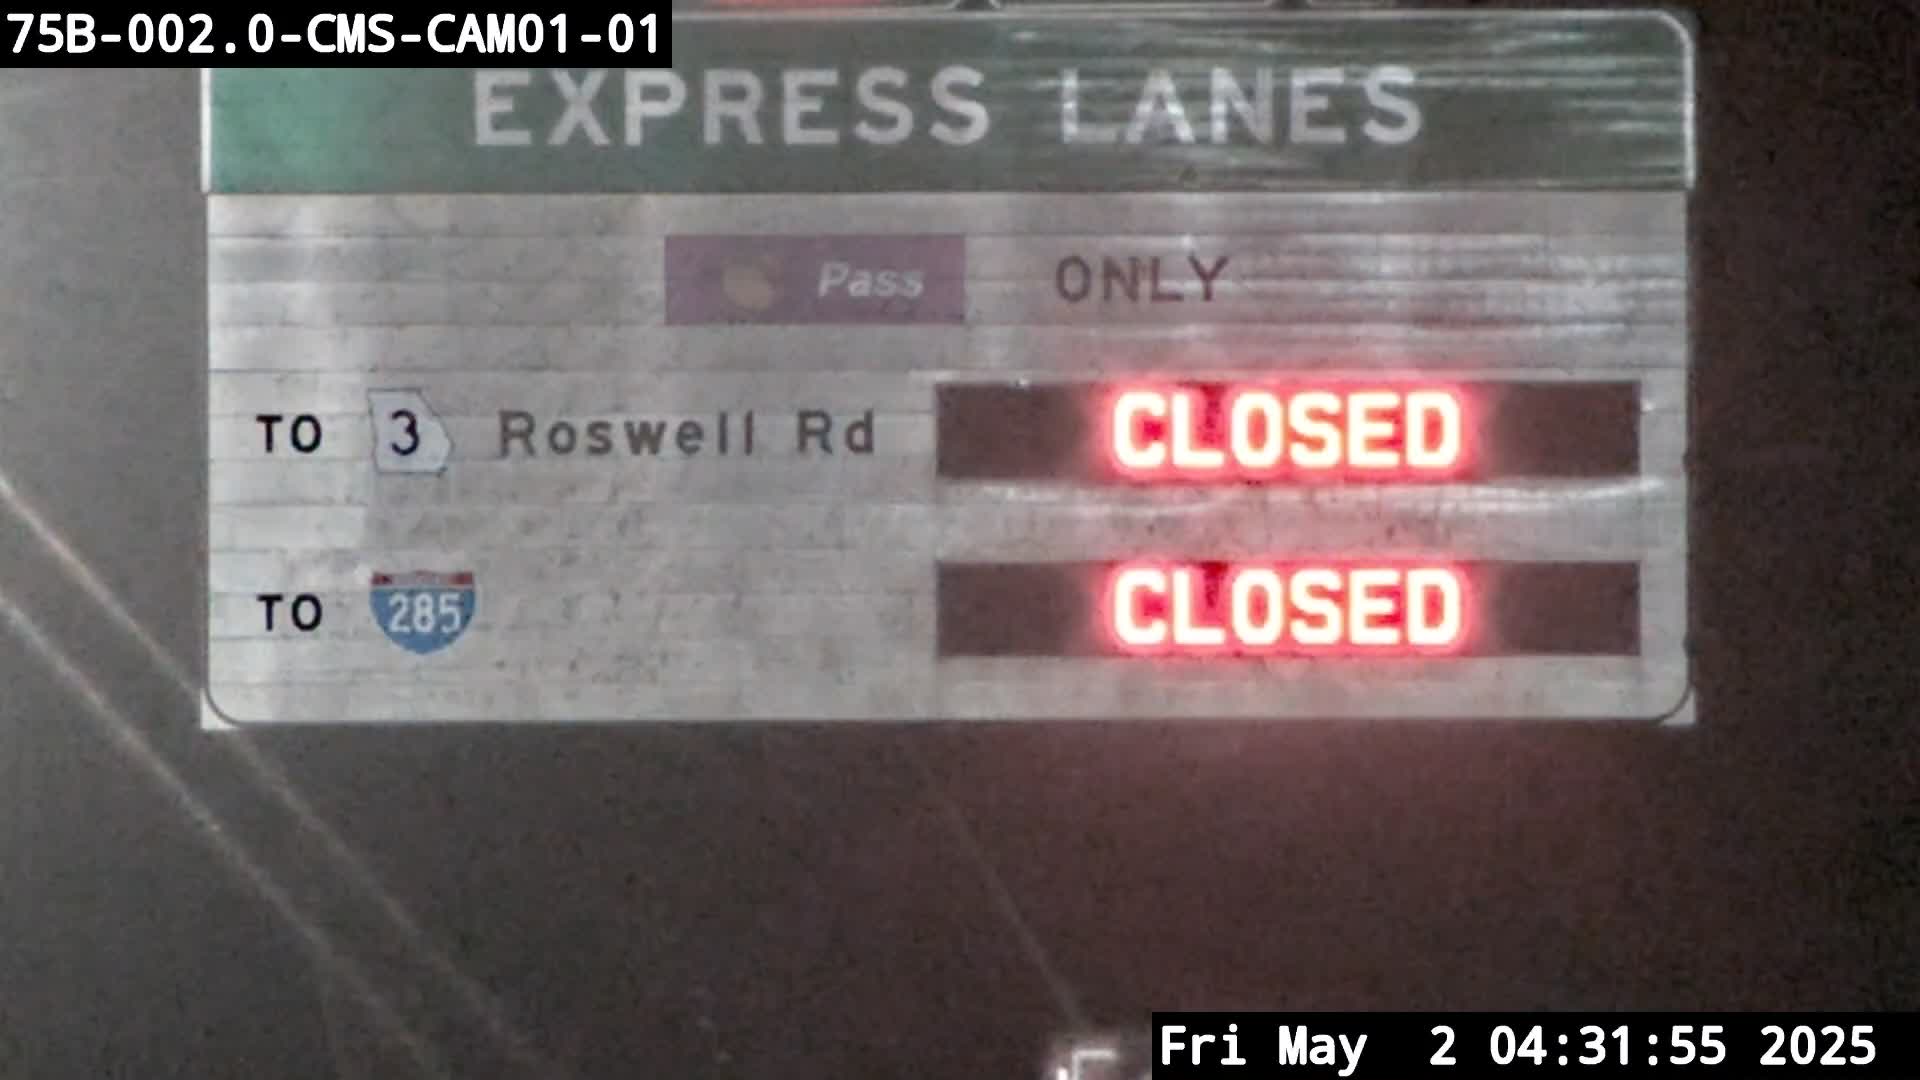 75B-002.0-CMS-CAM01-01
EXPRESS LANES
Pass ONLY
TO 3 Roswell Rd CLOSED
TO 285 CLOSED
Fri May 2 04:31:55 2025